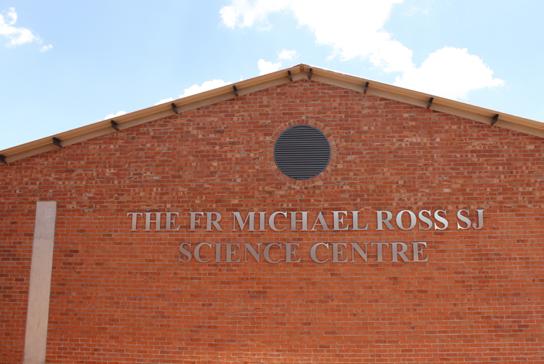 THE FR MICHAEL ROSS SJ
SCIENCE CENTRE